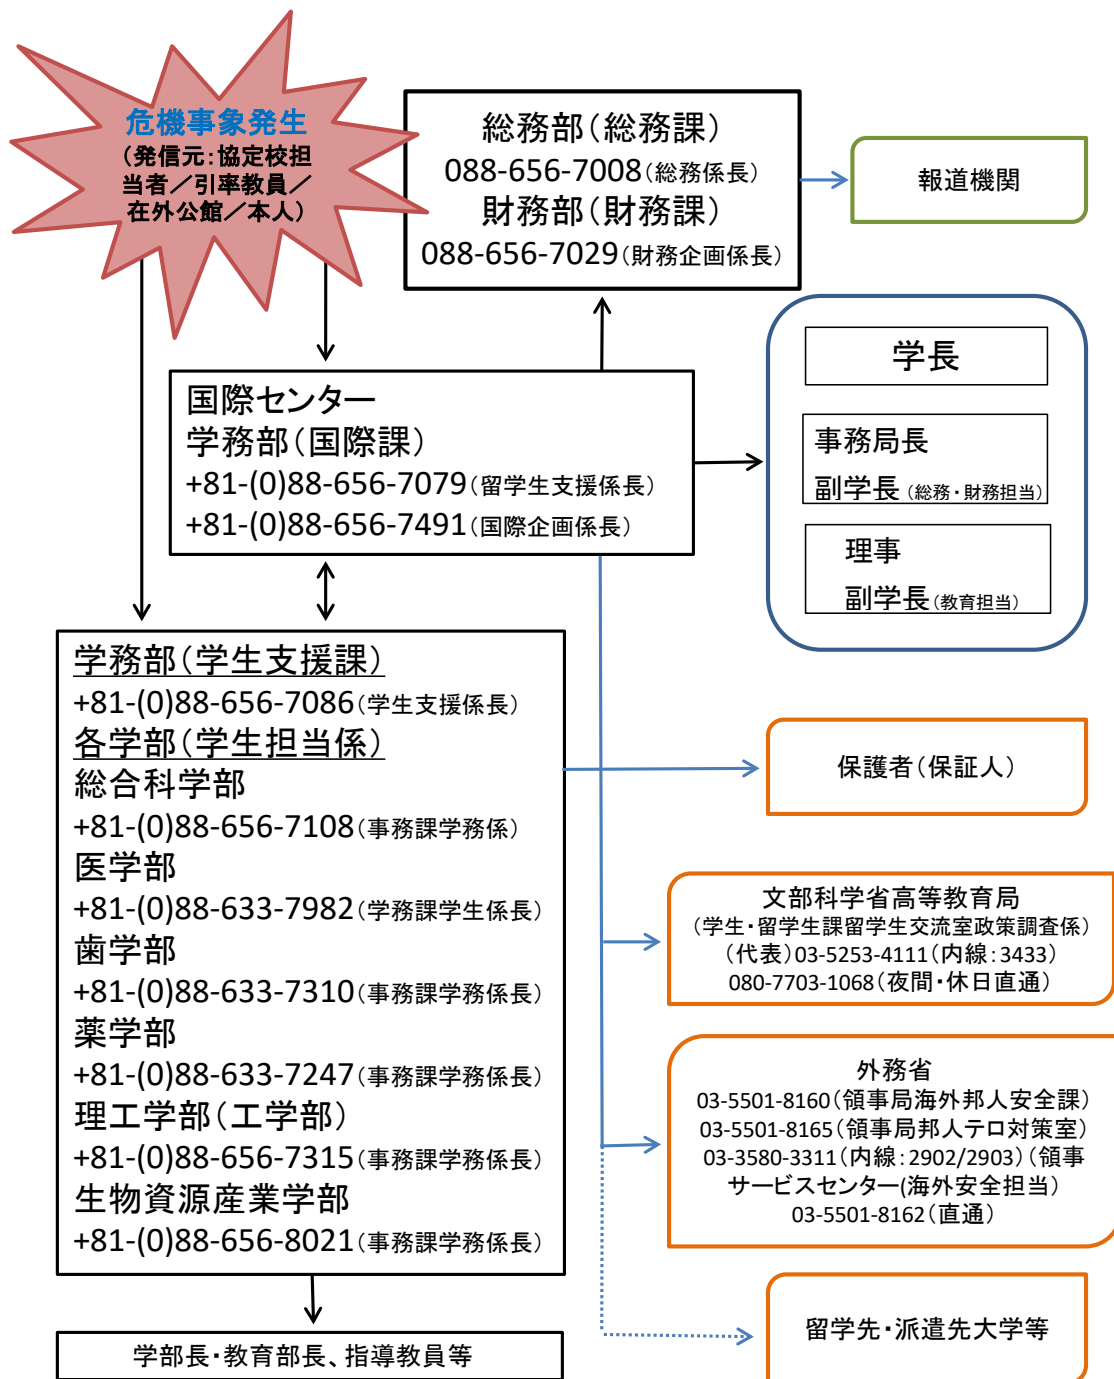 危機事象発生
（発信元：協定校担
当者／引率教員／
在外公館／本人）
総務部（総務課）
088-656-7008（総務係長）
財務部（財務課）
088-656-7029（財務企画係長）
報道機関
学長
事務局長
副学長（総務・財務担当）
理事
副学長（教育担当）
国際センター
学務部（国際課）
+81-(0)88-656-7079（留学生支援係長）
+81-(0)88-656-7491（国際企画係長）
学務部（学生支援課）
+81-(0)88-656-7086（学生支援係長）
各学部（学生担当係）
総合科学部
+81-(0)88-656-7108（事務課学務係）
医学部
+81-(0)88-633-7982（学務課学生係長）
歯学部
+81-(0)88-633-7310（事務課学務係長）
薬学部
+81-(0)88-633-7247（事務課学務係長）
理工学部（工学部）
+81-(0)88-656-7315（事務課学務係長）
生物資源産業学部
+81-(0)88-656-8021（事務課学務係長）
学部長・教育部長、指導教員等
保護者（保証人）
文部科学省高等教育局
（学生・留学生課留学生交流室政策調査係）
（代表）03-5253-4111（内線：3433）
080-7703-1068（夜間・休日直通）
外務省
03-5501-8160（領事局海外邦人安全課）
03-5501-8165（領事局邦人テロ対策室）
03-3580-3311（内線：2902/2903）（領事
サービスセンター(海外安全担当）
03-5501-8162（直通）
留学先・派遣先大学等